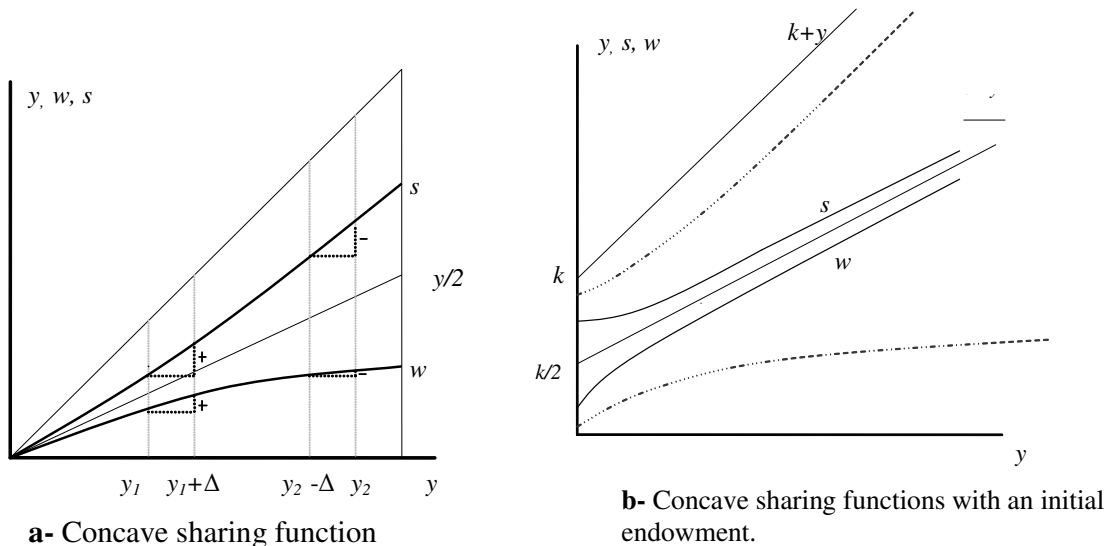 y, w, s
s
–
y/2
+
w
–
+
y1 y1+Δ y2 -Δ y2 y
a- Concave sharing function
y, s, w
k+y
s
k
w
k/2
y
b- Concave sharing functions with an initial
endowment.